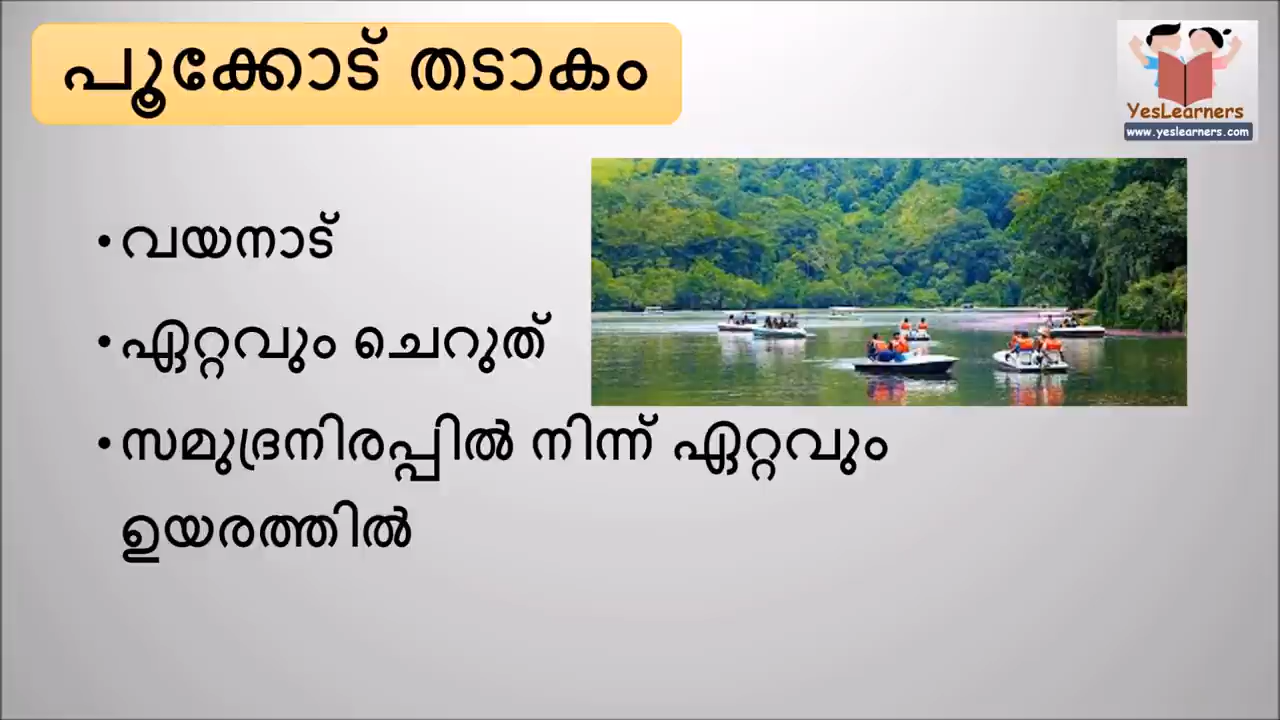 പൂക്കോട് തടാകം
YesLearners
www.yeslearners.com
•വയനാട്
•ഏറ്റവും ചെറുത്
•സമുദ്രനിരപ്പിൽ നിന്ന് ഏറ്റവും
ഉയരത്തിൽ